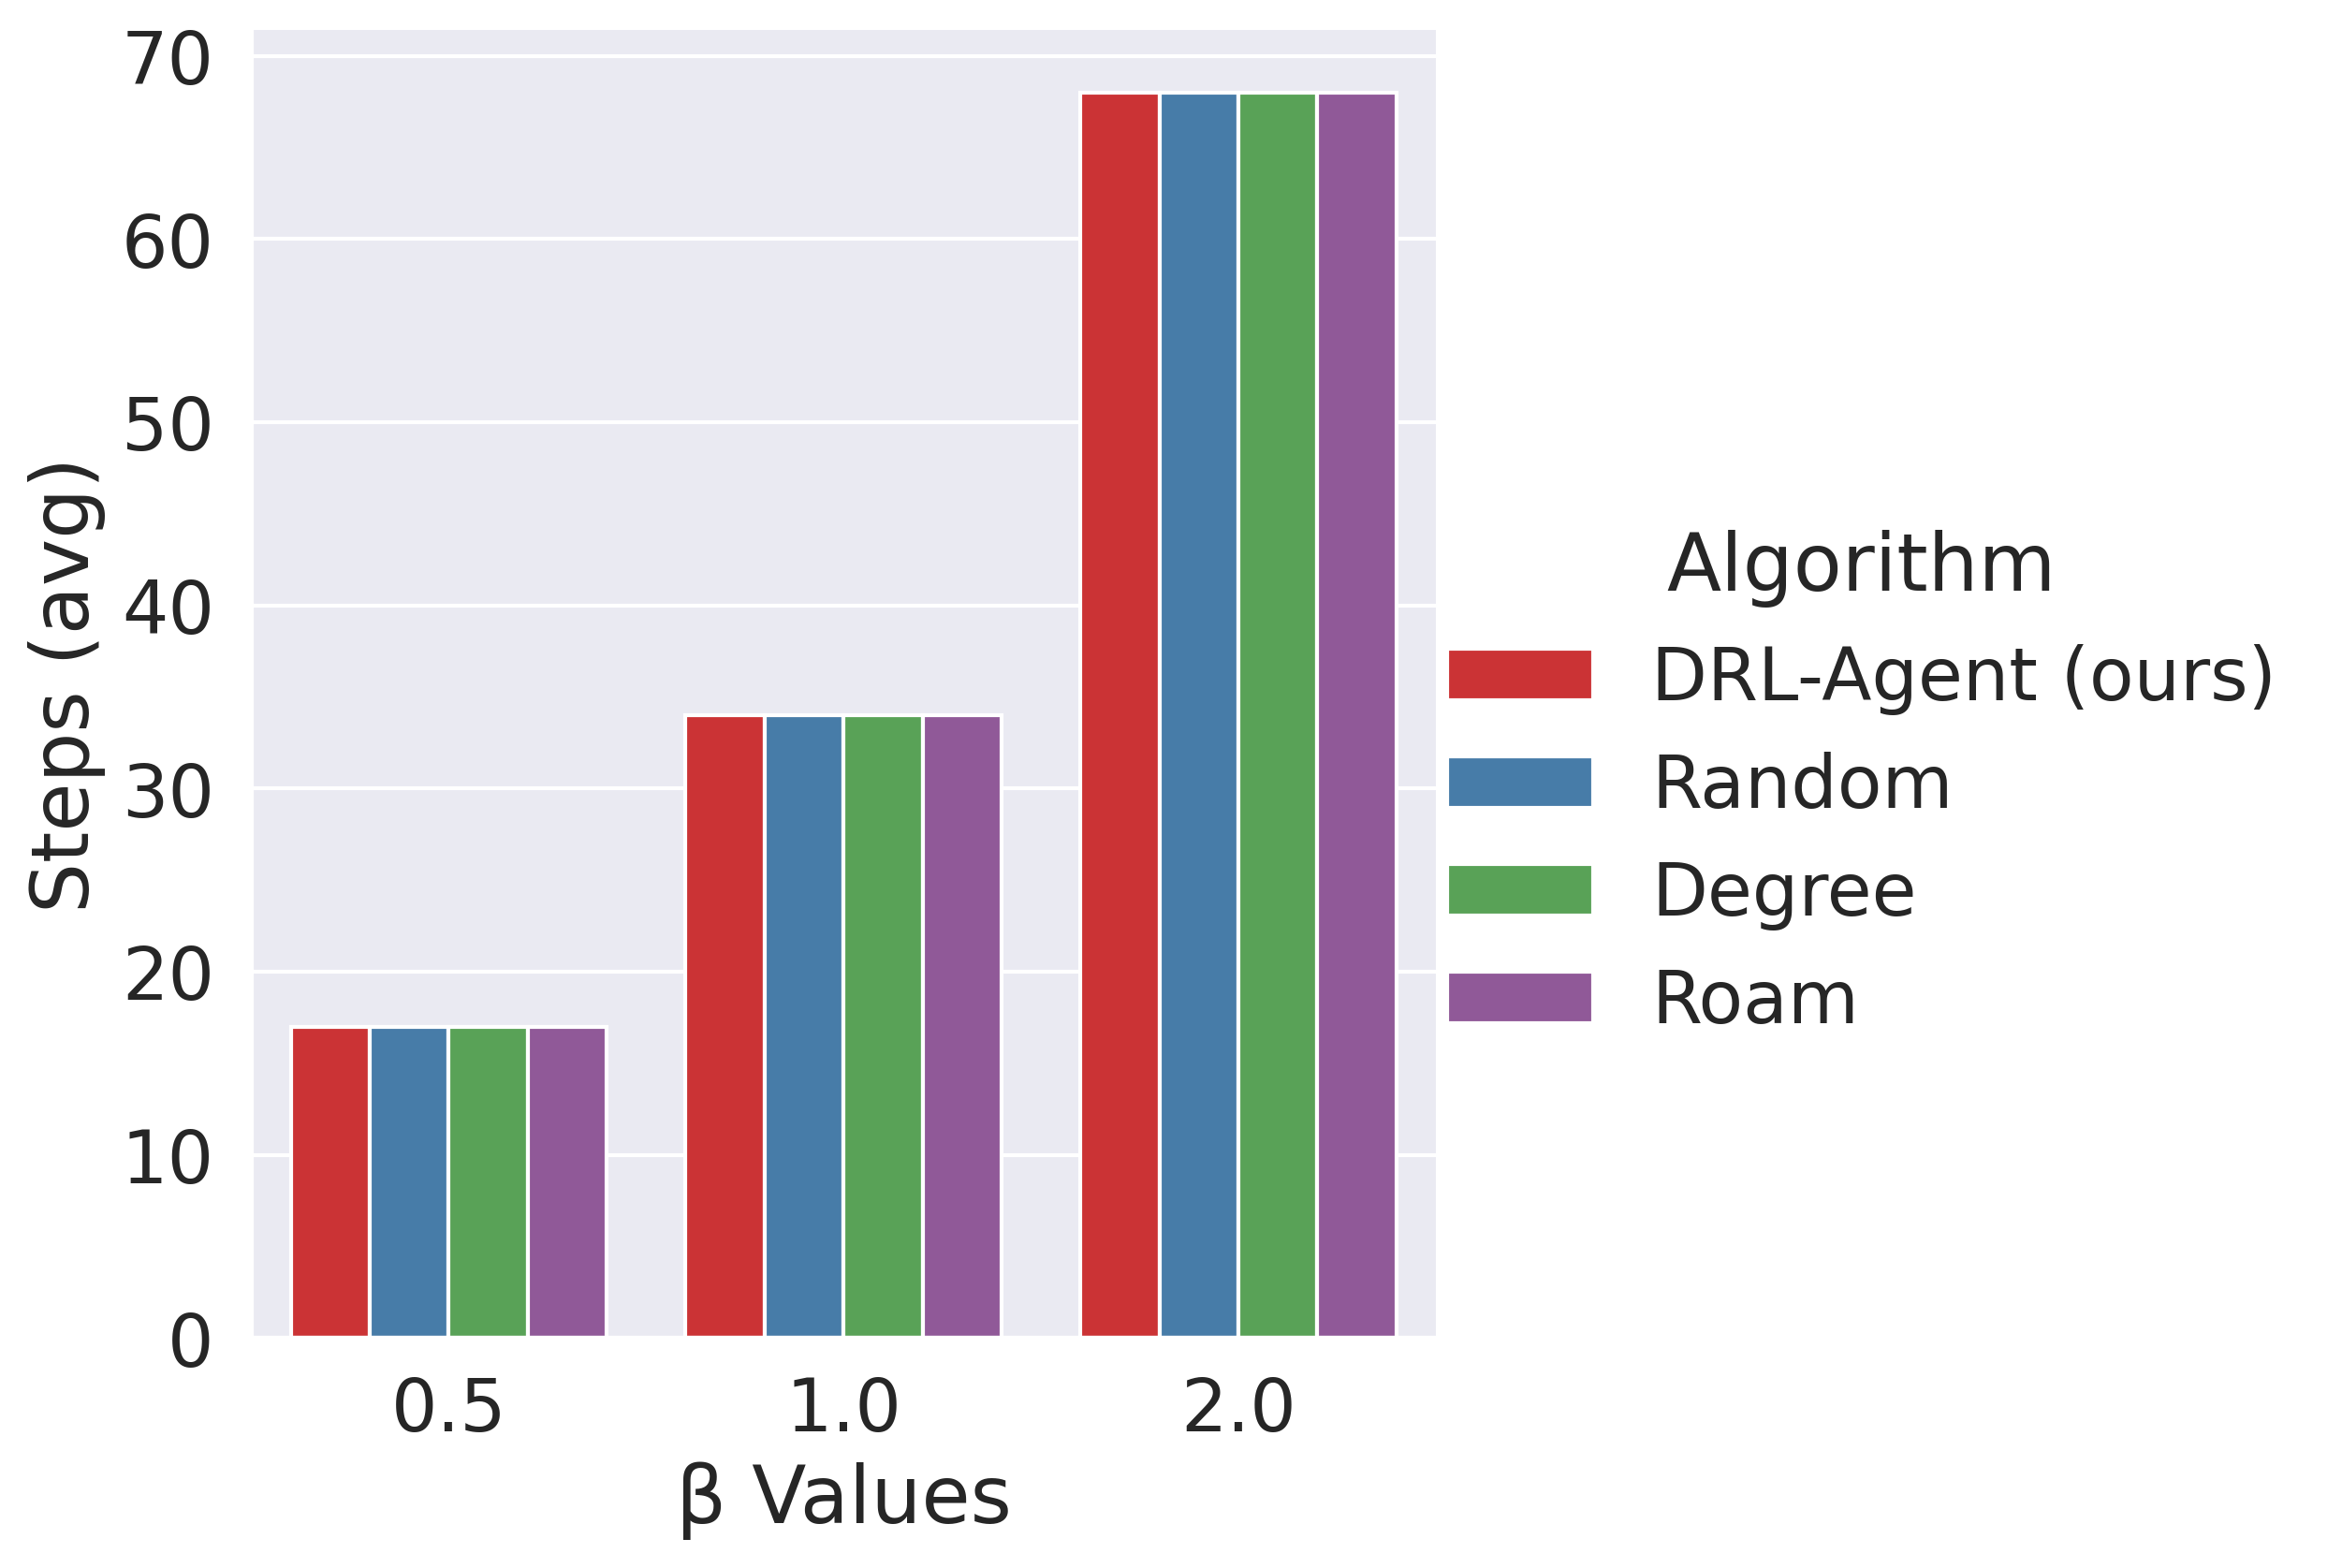 Steps (avg)
70
60
50
40
30
20
10
0
0.5 1.0 2.0
β Values
Algorithm
DRL-Agent (ours)
Random
Degree
Roam